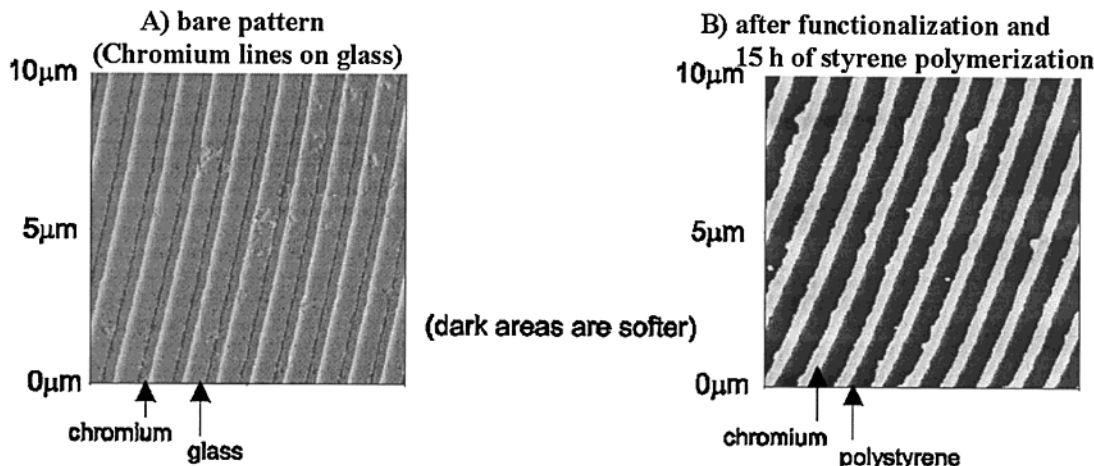 A) bare pattern
(Chromium lines on glass)
10μm
5μm
0μm
chromium
glass
(dark areas are softer)
B) after functionalization and
15 h of styrene polymerization
10μm
5μm
0μm
chromium
polystyrene